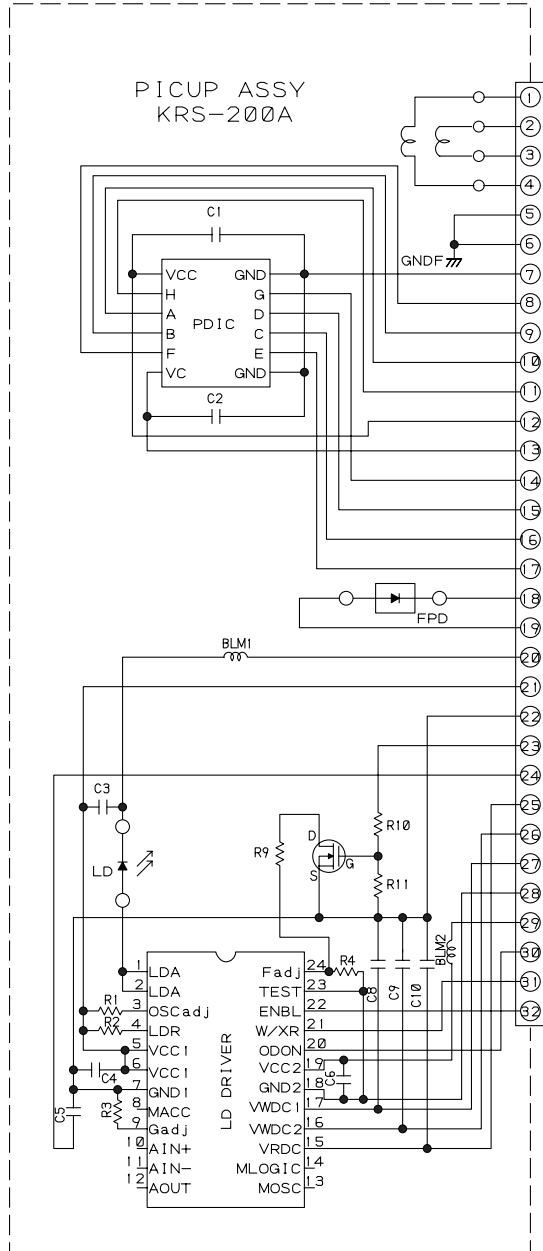 PICUP ASSY
KRS-200A
1
2
3
4
5
6
GNDF
7
8
9
10
11
12
13
14
15
16
17
18
19
20
21
22
23
24
25
26
27
28
29
30
31
32
C1
VCC GND
H G
A D
B PDIC C
F E
VC GND
C2
FPD
BLM1
C3
LD
R9
D
G
S
R10
R11
BLM2
C8
C9
C10
R4
LD DRIVER
1 LDA Fadj 24
2 LDA TEST 23
R1 3 OSCadj ENBL 22
R2 4 LDR W/XR 21
5 VCC1 ODON 20
C4 6 VCC1 VCC2 19
7 GND1 GND2 18
C6
8 MACC VWDC1 17
R3 9 Gadj VWDC2 16
C5 10 AIN+ VRDC 15
11 AIN- MLOGIC 14
12 AOUT MOSC 13